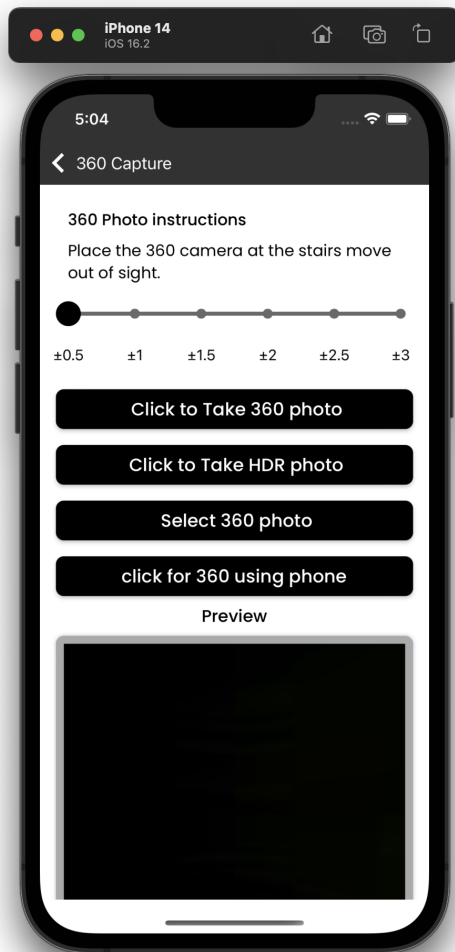 iPhone 14
iOS 16.2
5:04
360 Capture
360 Photo instructions
Place the 360 camera at the stairs move
out of sight.
±0.5 ±1 ±1.5 ±2 ±2.5 ±3
Click to Take 360 photo
Click to Take HDR photo
Select 360 photo
click for 360 using phone
Preview